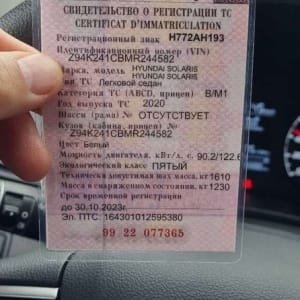 СВИДЕТЕЛЬСТВО О РЕГИСТРАЦИИ ТС
CERTIFICAT D'IMMATRICULATION
Регистрационный знак Н772АН193
Идентификационный номер (VIN)
Z94K241CBMR244582
Марка, модель HYUNDAI SOLARIS
HYUNDAI SOLARIS
Тип ТС Легковой седан
Категория ТС (ABCD, прицеп) B/M1
Год выпуска ТС 2020
Шасси (рама) № ОТСУТСТВУЕТ
Кузов (кабина, прицеп) №
Z94K241CBMR244582
Цвет Белый
Мощность двигателя, кВт/л. с. 90.2/122.6
Экологический класс ПЯТЫЙ
Технически допустимая max масса, кг 1610
Масса в снаряженном состоянии, кг 1230
Срок временной регистрации
до 30.10.2023г.
Эл. ПТС: 164301012595380
99 22 077365